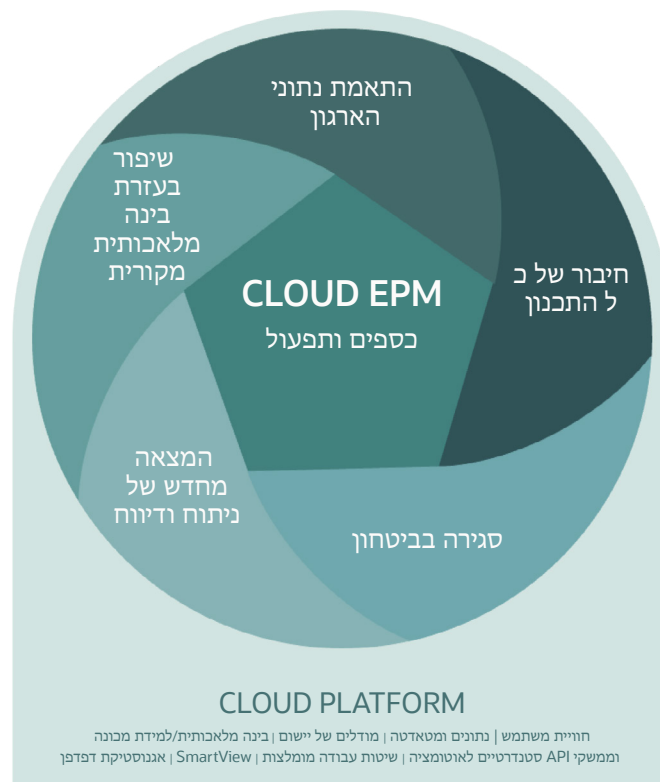 התאמת נתוני
הארגון
שיפור
בעזרת
בינה
מלאכותית
מקורית
חיבור של כ
ל התכנון
CLOUD EPM
כספים ותפעול
המצאה
מחדש של
ניתוח ודיווח
סגירה בביטחון
CLOUD PLATFORM
חוויית משתמש | נתונים ומטאדטה | מודלים של יישום | בינה מלאכותית/למידת מכונה
וממשקי API סטנדרטיים לאוטומציה | שיטות עבודה מומלצות | SmartView | אגנוסטיקת דפדפן